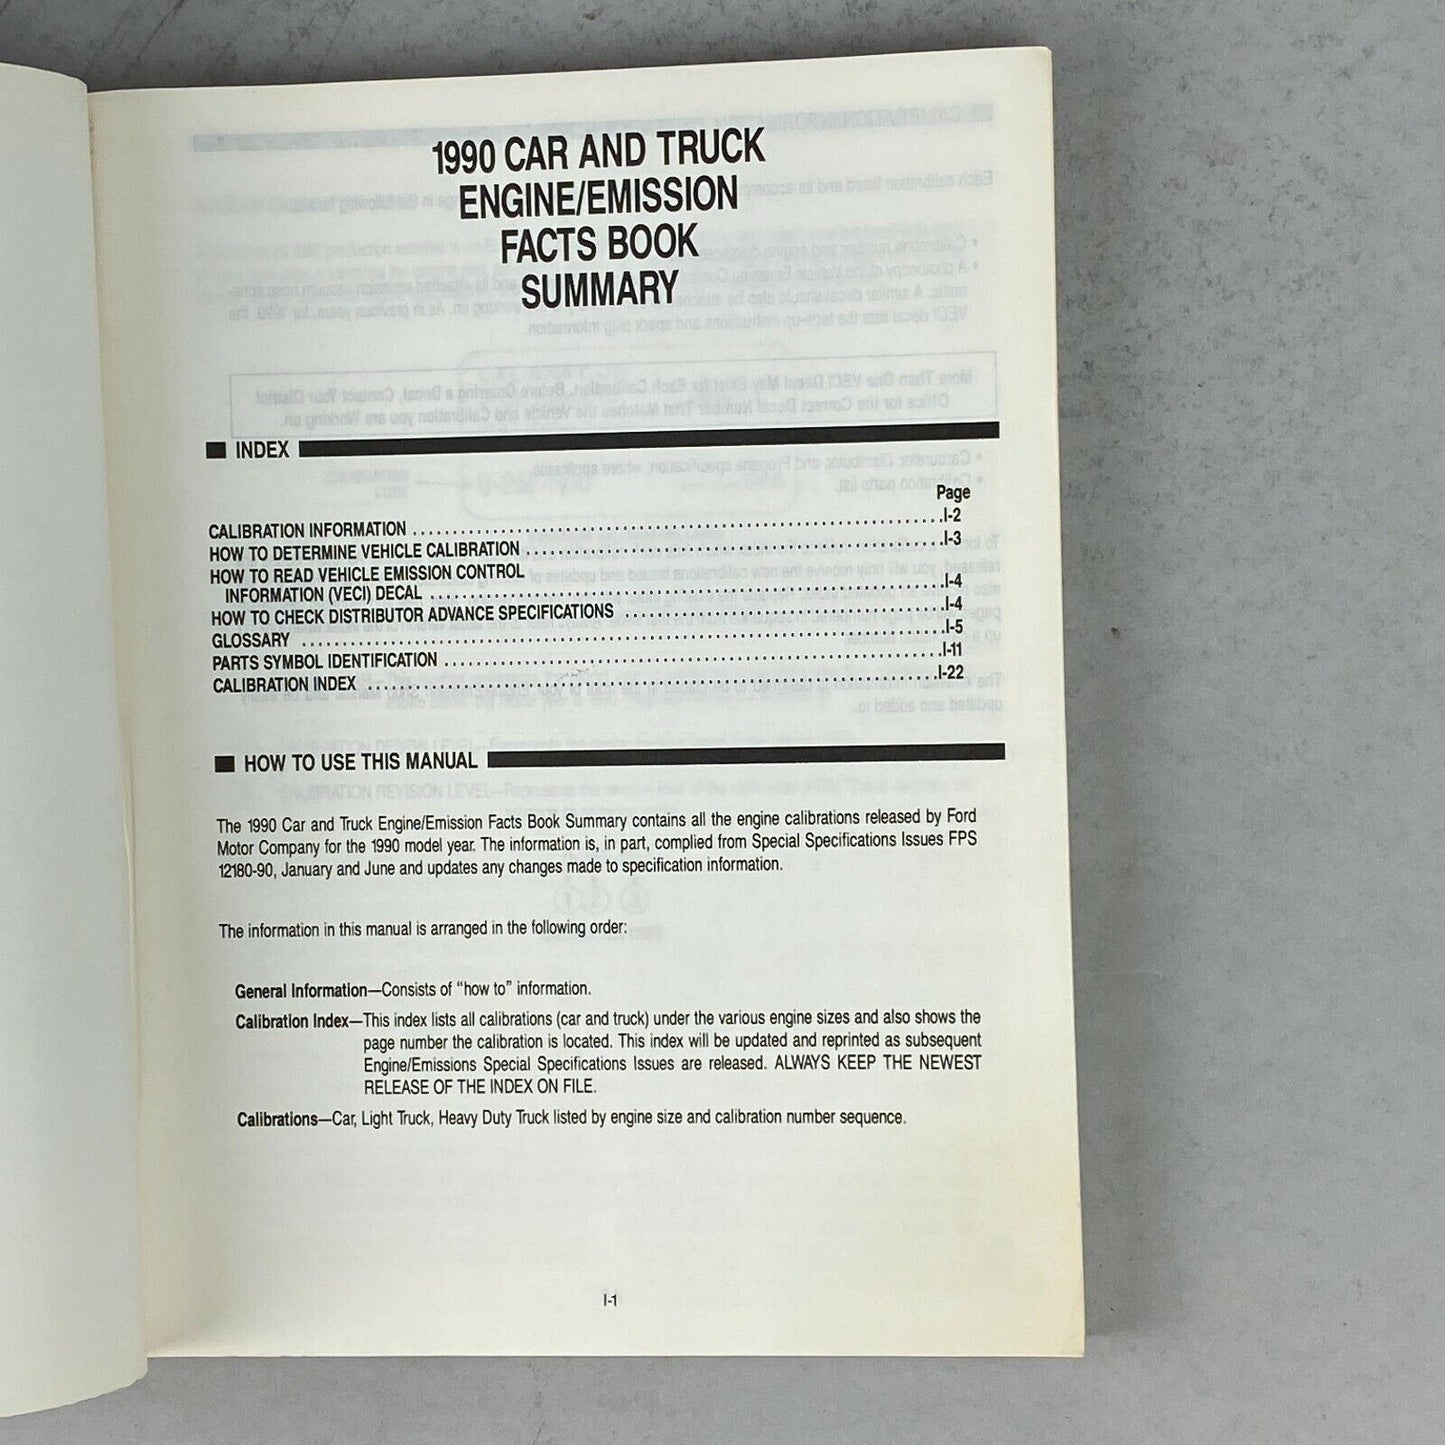 1990 CAR AND TRUCK
ENGINE/EMISSION
FACTS BOOK
SUMMARY
INDEX
Page
CALIBRATION INFORMATION ..... I-2
HOW TO DETERMINE VEHICLE CALIBRATION ..... I-3
HOW TO READ VEHICLE EMISSION CONTROL
INFORMATION (VECI) DECAL ..... I-4
HOW TO CHECK DISTRIBUTOR ADVANCE SPECIFICATIONS ..... I-4
GLOSSARY ..... I-5
PARTS SYMBOL IDENTIFICATION ..... I-11
CALIBRATION INDEX ..... I-22
HOW TO USE THIS MANUAL
The 1990 Car and Truck Engine/Emission Facts Book Summary contains all the engine calibrations released by Ford
Motor Company for the 1990 model year. The information is, in part, complied from Special Specifications Issues FPS
12180-90, January and June and updates any changes made to specification information.
The information in this manual is arranged in the following order:
General Information—Consists of "how to" information.
Calibration Index—This index lists all calibrations (car and truck) under the various engine sizes and also shows the
page number the calibration is located. This index will be updated and reprinted as subsequent
Engine/Emissions Special Specifications Issues are released. ALWAYS KEEP THE NEWEST
RELEASE OF THE INDEX ON FILE.
Calibrations—Car, Light Truck, Heavy Duty Truck listed by engine size and calibration number sequence.
I-1